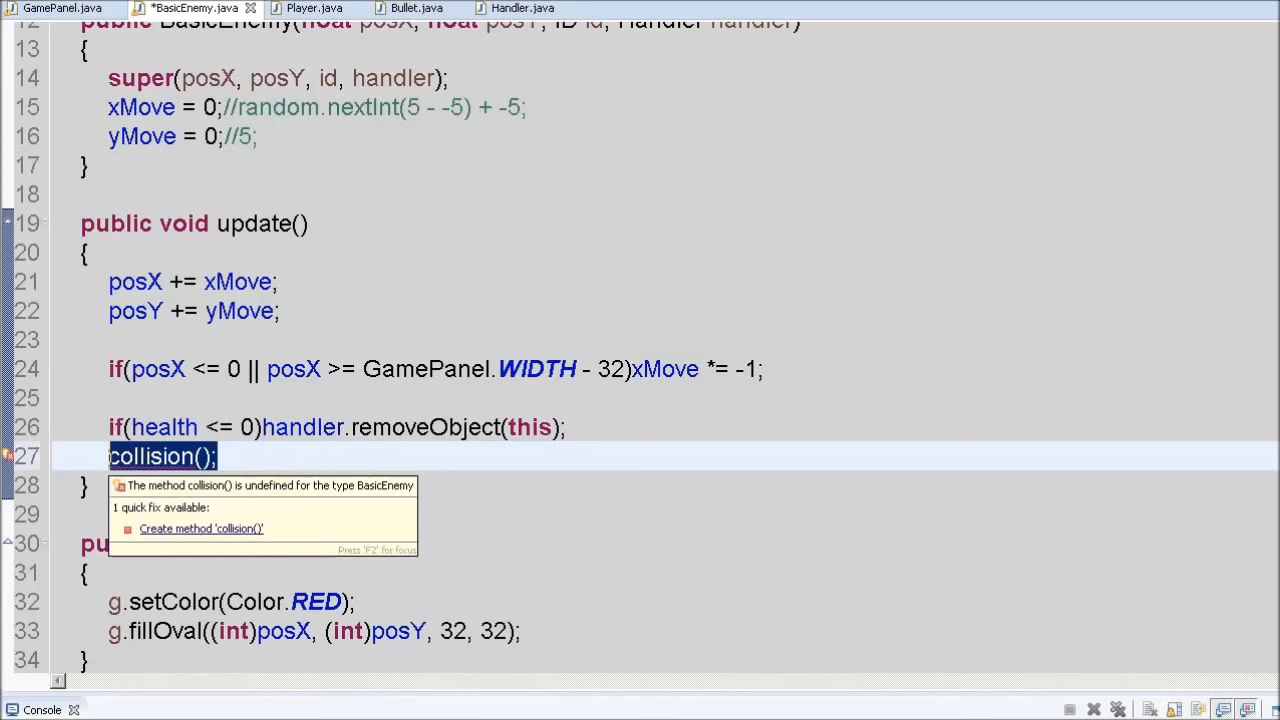 GamePanel.java *BasicEnemy.java Player.java Bullet.java Handler.java
12 public BasicEnemy(float posX, float posY, ID id, Handler handler)
13 {
14 super(posX, posY, id, handler);
15 xMove = 0;//random.nextInt(5 - -5) + -5;
16 yMove = 0;//5;
17 }
18
19 public void update()
20 {
21 posX += xMove;
22 posY += yMove;
23
24 if(posX <= 0 || posX >= GamePanel.WIDTH - 32)xMove *= -1;
25
26 if(health <= 0)handler.removeObject(this);
27 collision();
28 }
The method collision() is undefined for the type BasicEnemy
1 quick fix available:
29
Create method 'collision()'
30 pu
Press 'F2' for focus
31 {
32 g.setColor(Color.RED);
33 g.fillOval((int)posX, (int)posY, 32, 32);
34 }
Console